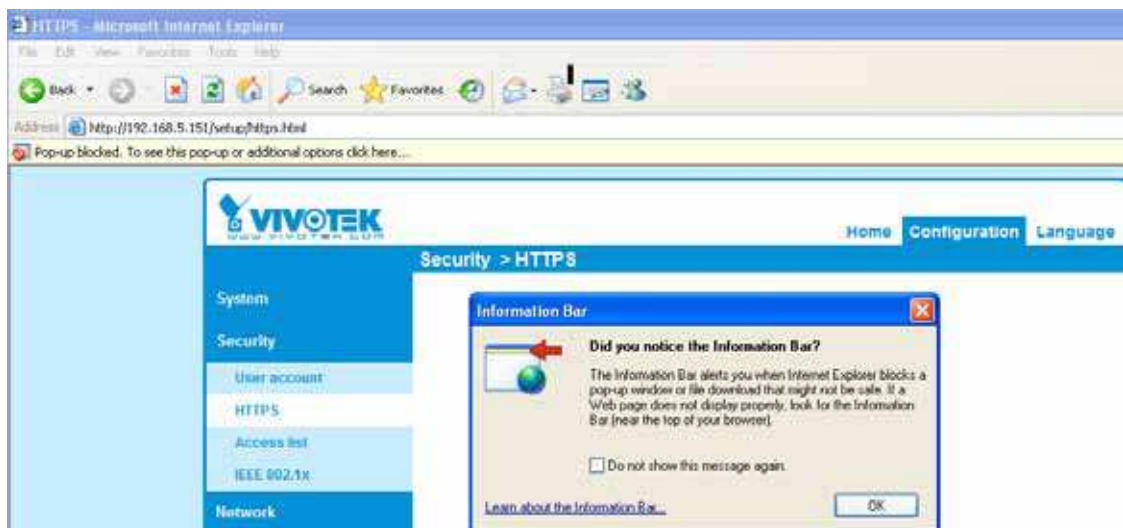 HTTPS - Microsoft Internet Explorer
File Edit View Favorites Tools Help
Back Search Favorites
Address http://192.168.5.151/setup/https.html
Pop-up blocked. To see this pop-up or additional options click here....
VIVOTEK
WWW.VIVOTEK.COM
Home Configuration Language
Security > HTTPS
System
Security
User account
HTTPS
Access list
IEEE 802.1x
Network
Information Bar
Did you notice the Information Bar?
The Information Bar alerts you when Internet Explorer blocks a
pop-up window or file download that might not be safe. If a
Web page does not display properly, look for the Information
Bar (near the top of your browser).
Do not show this message again.
Learn about the Information Bar...
OK